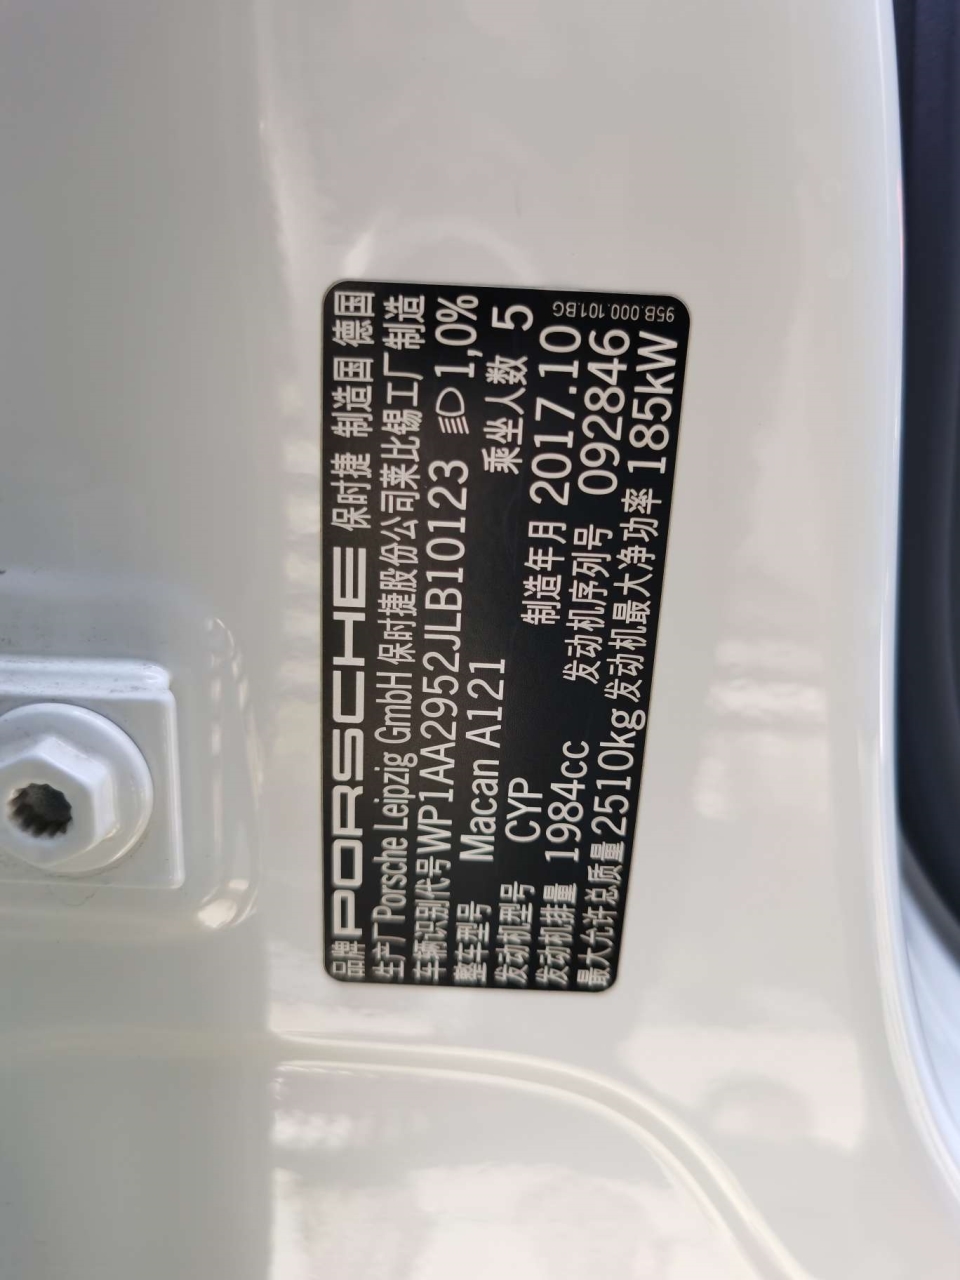 品牌 PORSCHE 保时捷 制造国 德国
生产厂 Porsche Leipzig GmbH 保时捷股份公司莱比锡工厂 制造
车辆识别代号 WP1AA2952JLB10123 1,0%
整车型号 Macan A121 乘坐人数 5
发动机型号 CYP 制造年月 2017.10
发动机排量 1984cc 发动机序列号 092846
最大允许总质量 2510kg 发动机最大净功率 185kW
95B.000.101.BG